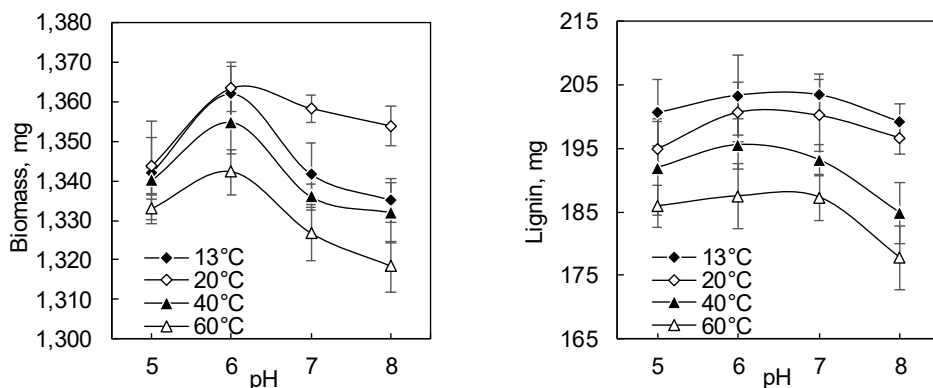 Biomass, mg
1,380
1,370
1,360
1,350
1,340
1,330
1,320
1,310
1,300
13°C
20°C
40°C
60°C
5 6 7 8
pH
Lignin, mg
215
205
195
185
175
165
13°C
20°C
40°C
60°C
5 6 7 8
pH